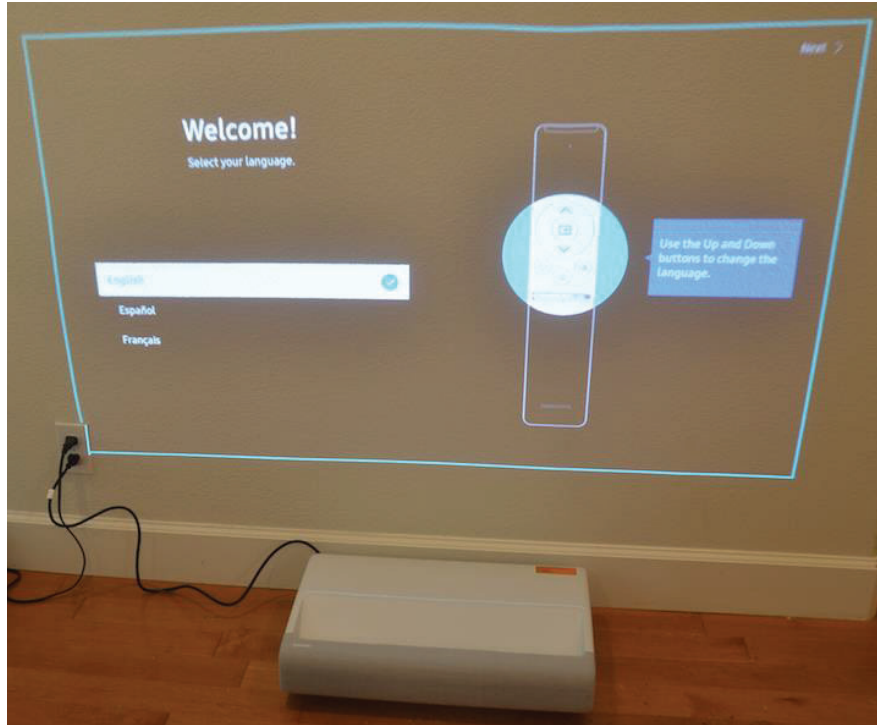 Next >
Welcome!
Select your language.
English
Español
Français
Use the Up and Down
buttons to change the
language.